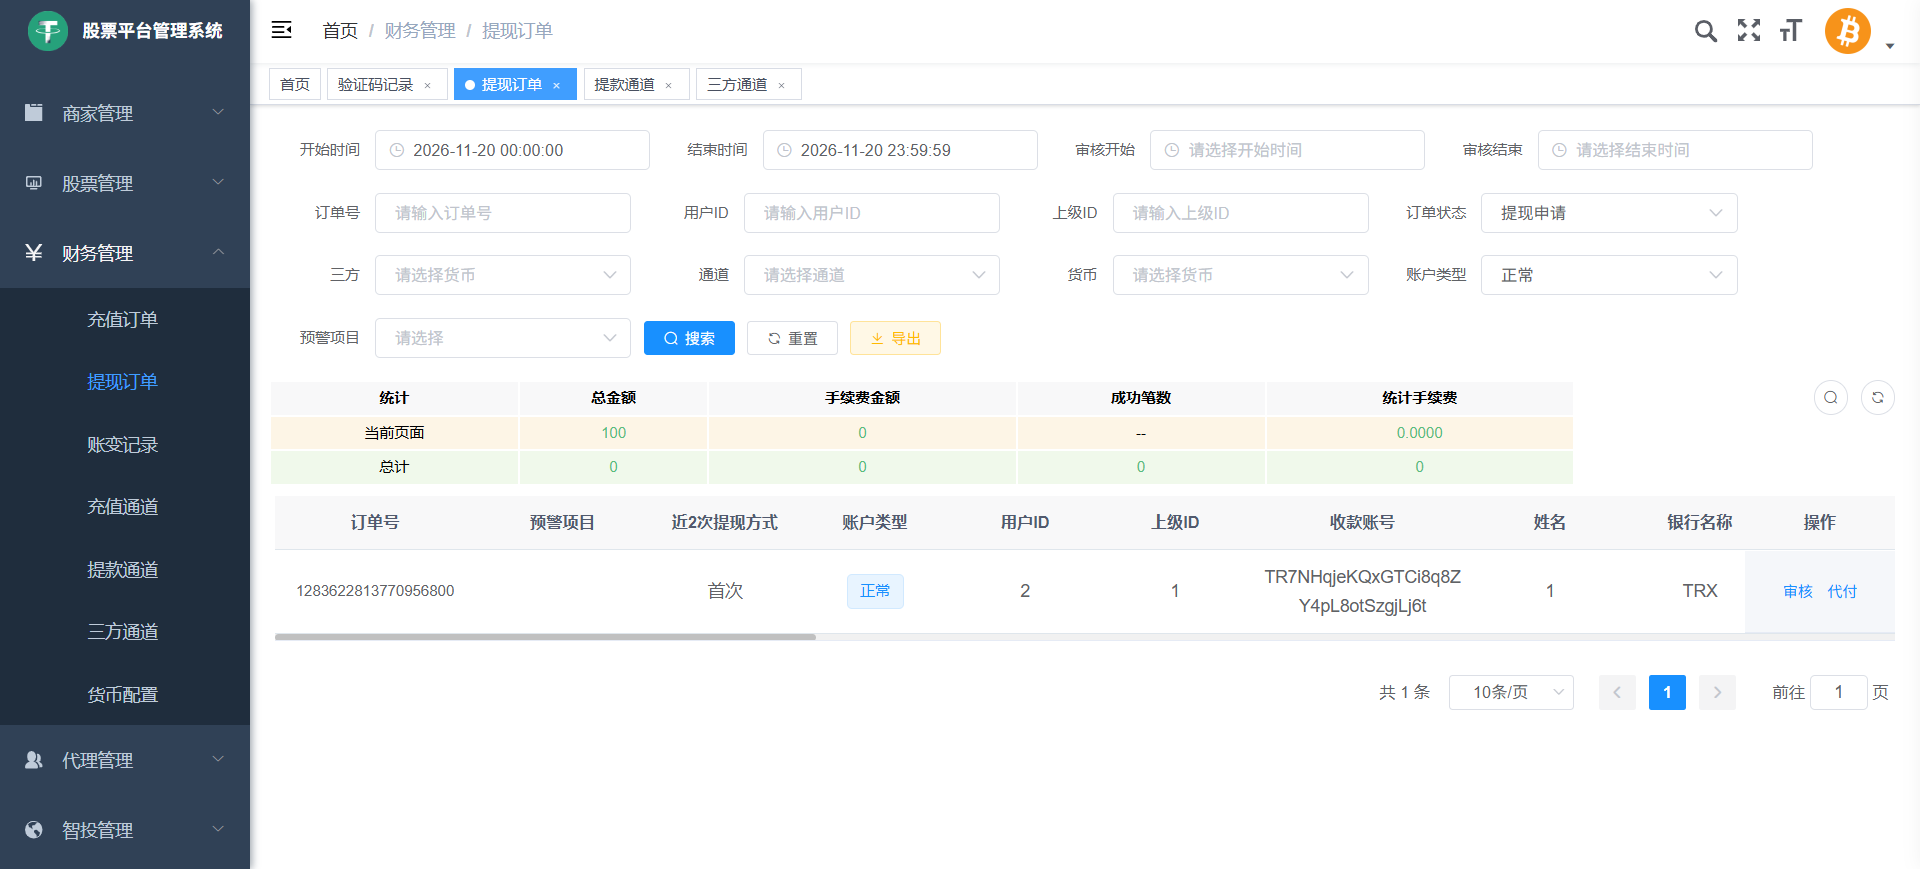 股票平台管理系统
首页 / 财务管理 / 提现订单
首页 验证码记录 × 提现订单 × 提款通道 × 三方通道 ×
商家管理
股票管理
财务管理
充值订单
提现订单
账变记录
充值通道
提款通道
三方通道
货币配置
代理管理
智投管理
开始时间 2026-11-20 00:00:00 结束时间 2026-11-20 23:59:59 审核开始 请选择开始时间 审核结束 请选择结束时间
订单号 请输入订单号 用户ID 请输入用户ID 上级ID 请输入上级ID 订单状态 提现申请
三方 请选择货币 通道 请选择通道 货币 请选择货币 账户类型 正常
预警项目 请选择 搜索 重置 导出
统计 总金额 手续费金额 成功笔数 统计手续费
当前页面 100 0 -- 0.0000
总计 0 0 0 0
订单号 预警项目 近2次提现方式 账户类型 用户ID 上级ID 收款账号 姓名 银行名称 操作
1283622813770956800 首次 正常 2 1 TR7NHqjeKQxGTCi8q8Z 1 TRX 审核 代付
Y4pL8otSzgjLj6t
共 1 条 10条/页 1 前往 1 页